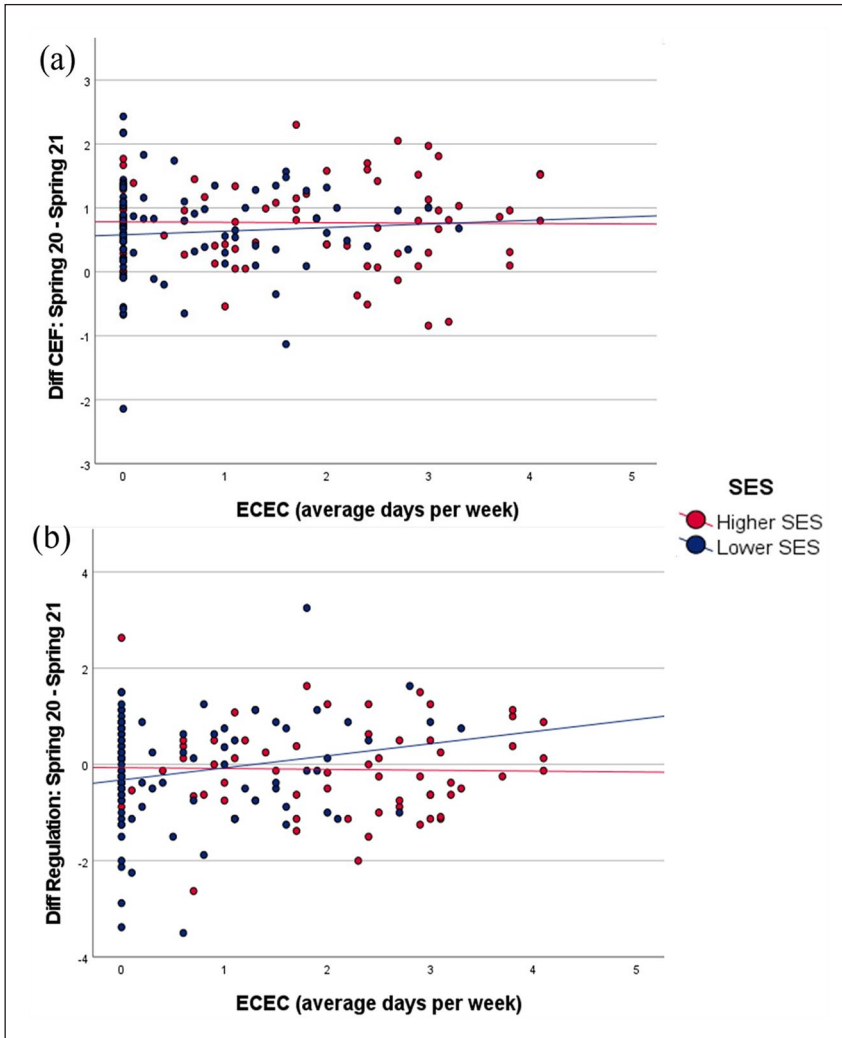 (a)
Diff CEF: Spring 20 - Spring 21
3
2
1
0
-1
-2
-3
0 1 2 3 4 5
ECEC (average days per week)
SES
Higher SES
Lower SES
(b)
Diff Regulation: Spring 20 - Spring 21
4
2
0
-2
-4
0 1 2 3 4 5
ECEC (average days per week)